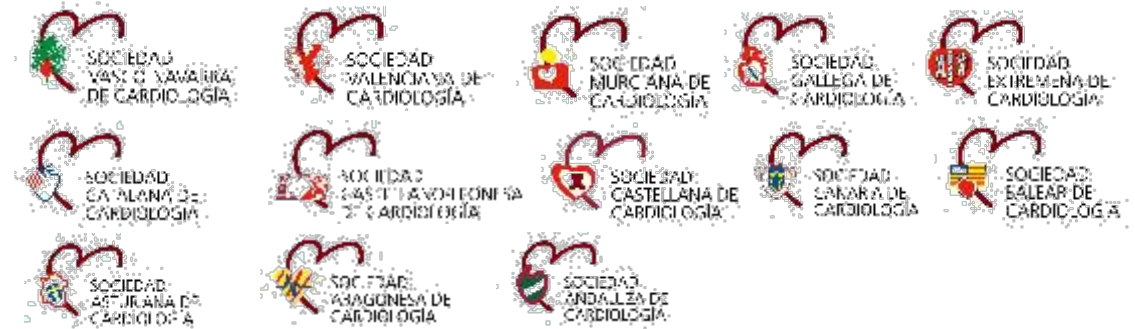 SOCIEDAD
VASCO NAVARRA
DE CARDIOLOGÍA
SOCIEDAD
VALENCIANA DE
CARDIOLOGÍA
SOCIEDAD
MURCIANA DE
CARDIOLOGÍA
SOCIEDAD
GALLEGA DE
CARDIOLOGÍA
SOCIEDAD
EXTREMEÑA DE
CARDIOLOGÍA
SOCIEDAD
CATALANA DE
CARDIOLOGÍA
SOCIEDAD
CASTELLANO-LEONESA
DE CARDIOLOGÍA
SOCIEDAD
CASTELLANA DE
CARDIOLOGÍA
SOCIEDAD
CANARIA DE
CARDIOLOGÍA
SOCIEDAD
BALEAR DE
CARDIOLOGÍA
SOCIEDAD
ASTURIANA DE
CARDIOLOGÍA
SOCIEDAD
ARAGONESA DE
CARDIOLOGÍA
SOCIEDAD
ANDALUZA DE
CARDIOLOGÍA